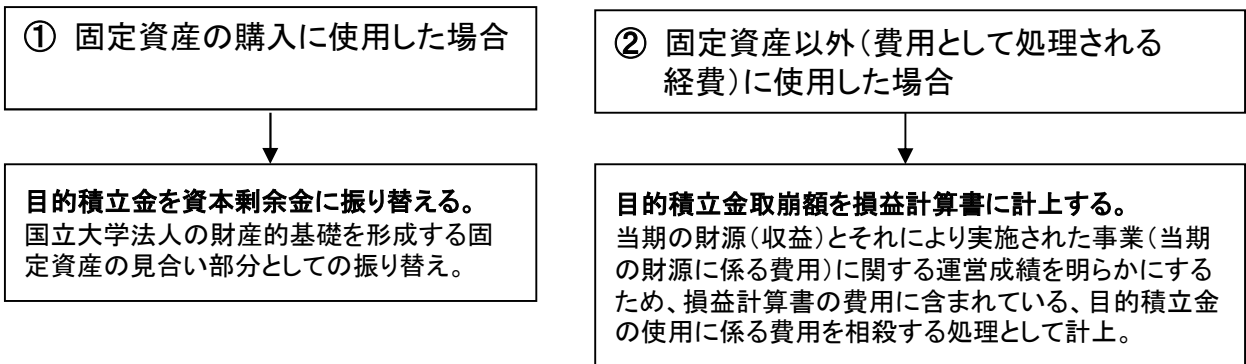 ① 固定資産の購入に使用した場合
目的積立金を資本剰余金に振り替える。
国立大学法人の財産的基礎を形成する固
定資産の見合い部分としての振り替え。
② 固定資産以外(費用として処理される
経費)に使用した場合
目的積立金取崩額を損益計算書に計上する。
当期の財源(収益)とそれにより実施された事業(当期
の財源に係る費用)に関する運営成績を明らかにする
ため、損益計算書の費用に含まれている、目的積立金
の使用に係る費用を相殺する処理として計上。